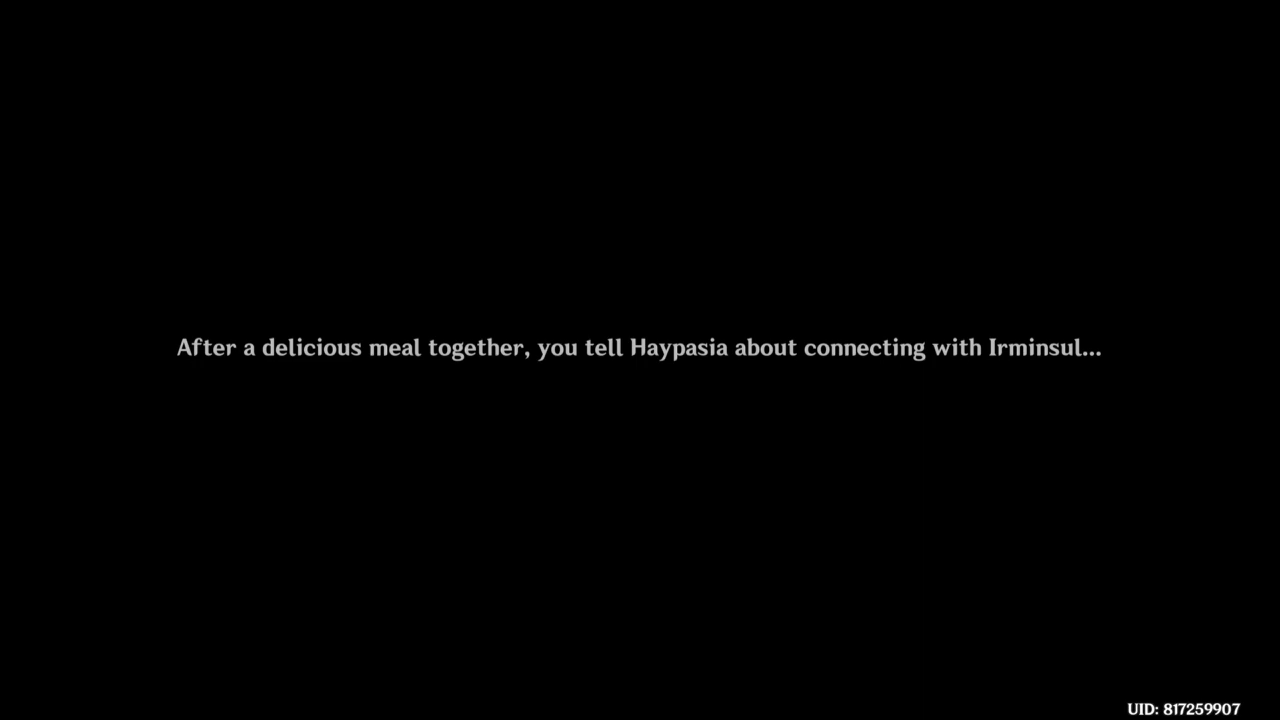 After a delicious meal together, you tell Haypasia about connecting with Irminsul...
UID: 817259907